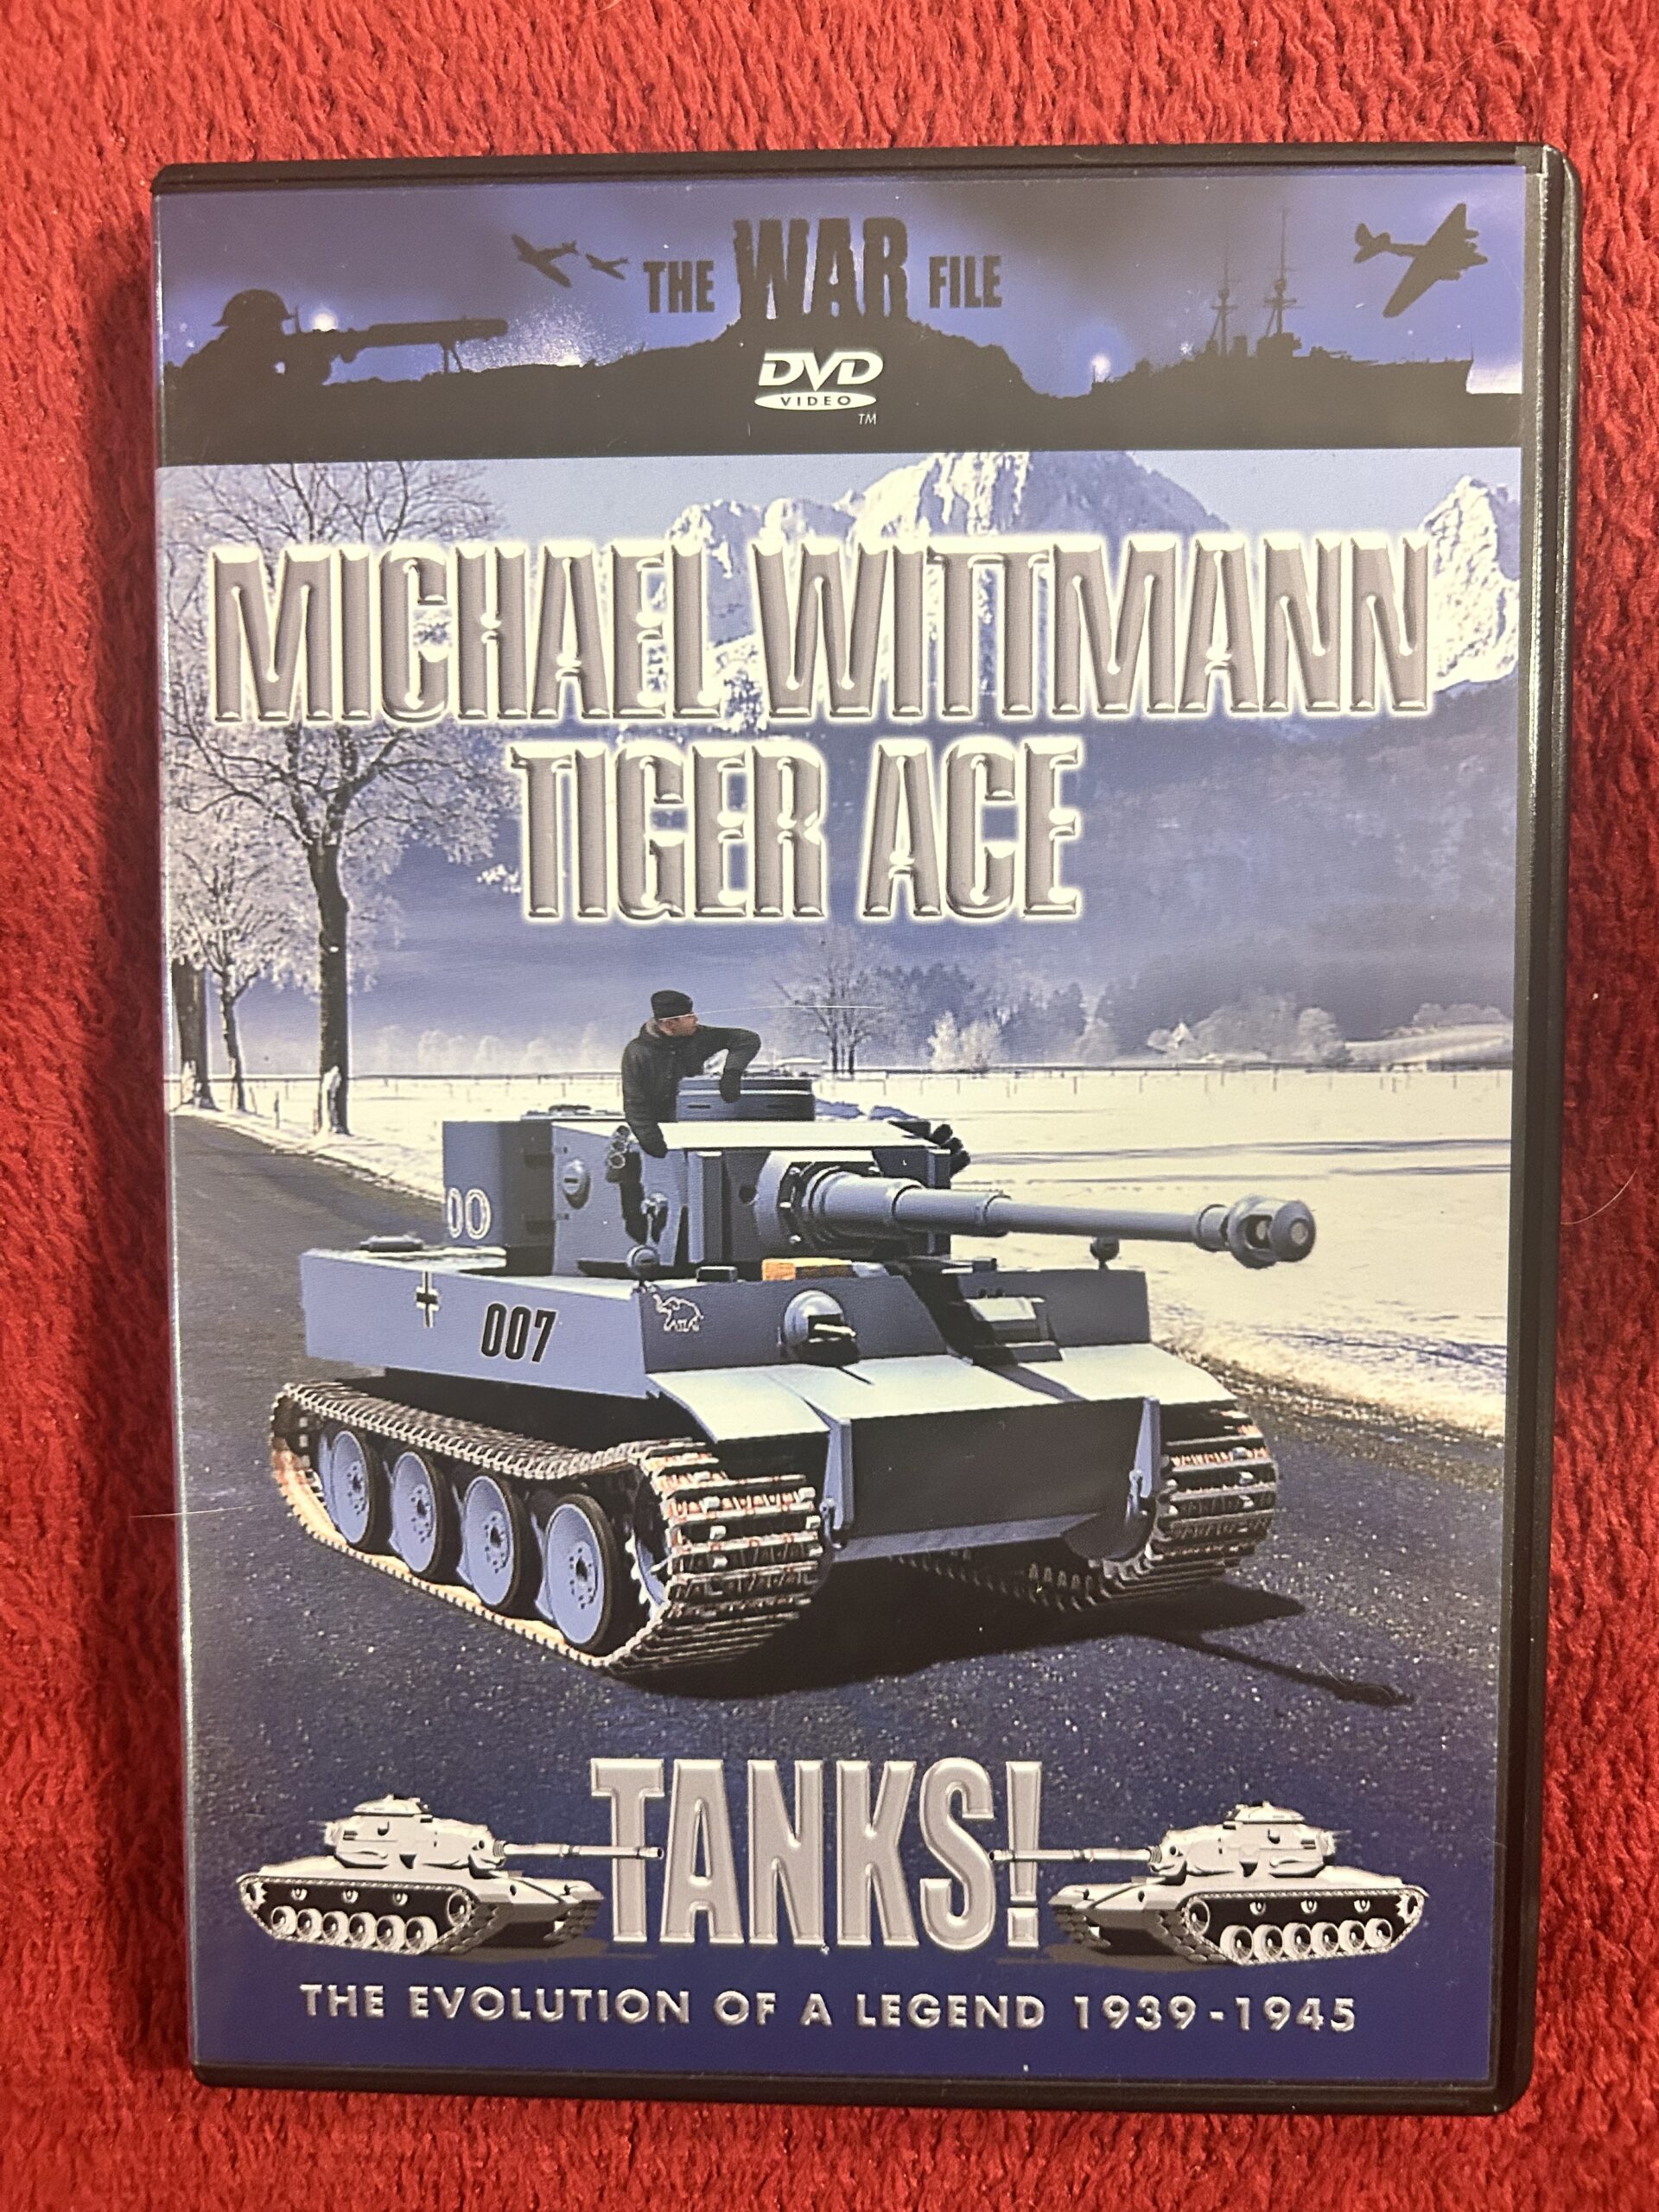 THE WAR FILE
DVD
VIDEO
TM
MICHAEL WITTMANN
TIGER ACE
00
007
TANKS!
THE EVOLUTION OF A LEGEND 1939-1945